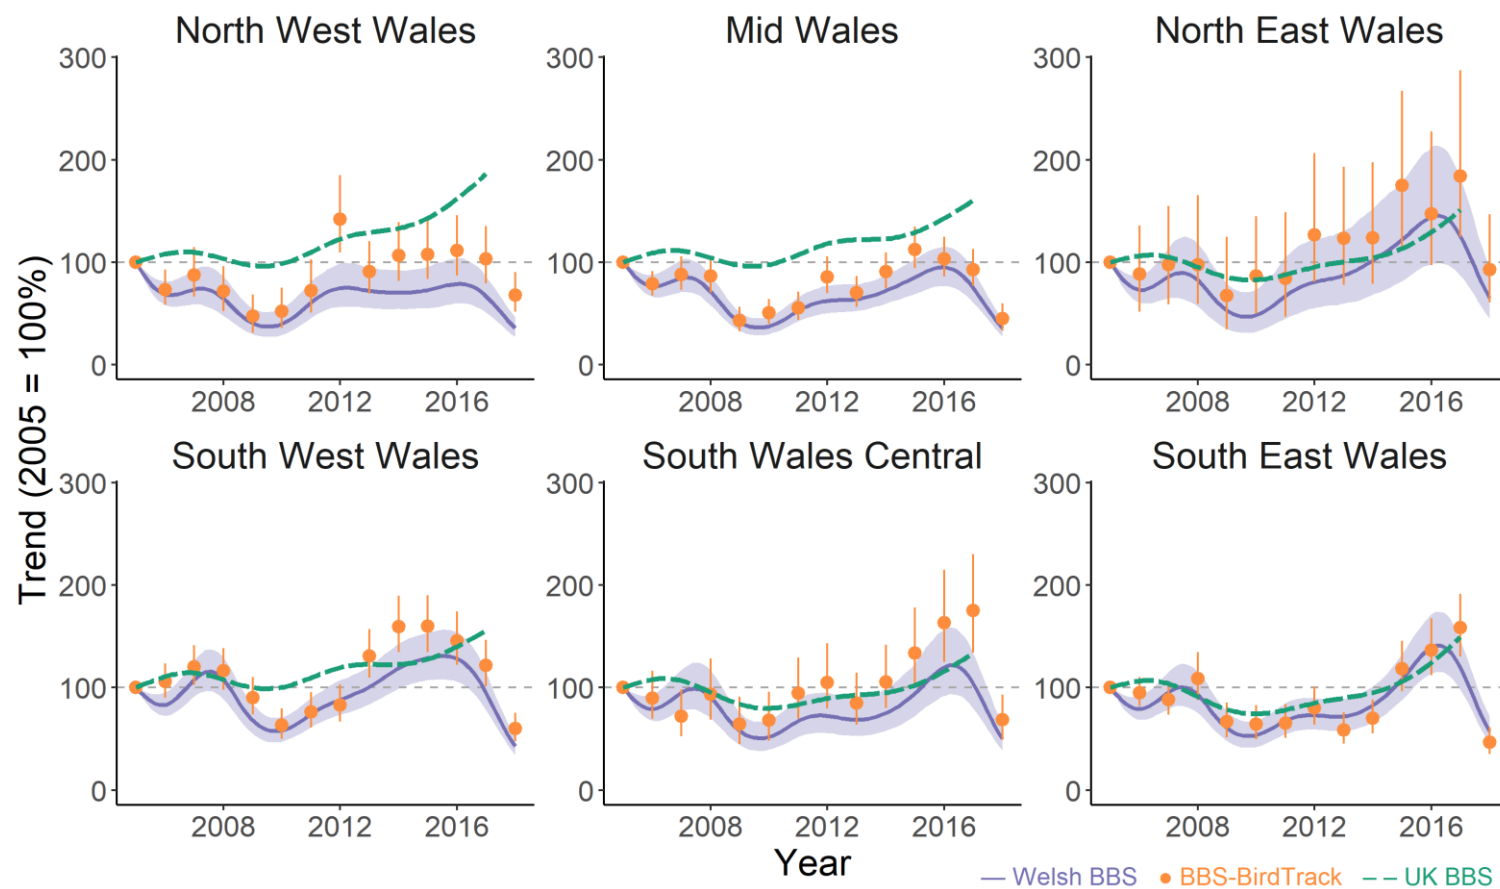 North West Wales Mid Wales North East Wales
300 300 300
200 200 200
100 100 100
0 0 0
2008 2012 2016 2008 2012 2016 2008 2012 2016
Trend (2005 = 100%)
South West Wales South Wales Central South East Wales
300 300 300
200 200 200
100 100 100
0 0 0
2008 2012 2016 2008 2012 2016 2008 2012 2016
Year
Welsh BBS BBS-BirdTrack UK BBS